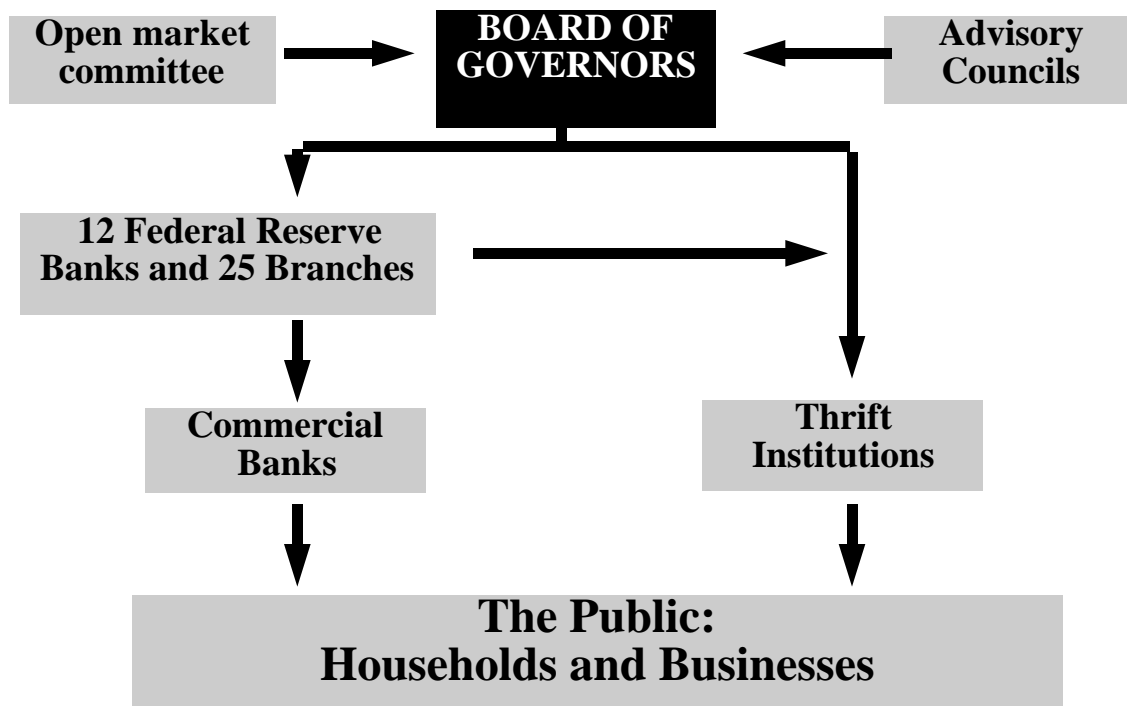 Open market
committee
BOARD OF
GOVERNORS
Advisory
Councils
12 Federal Reserve
Banks and 25 Branches
Commercial
Banks
Thrift
Institutions
The Public:
Households and Businesses